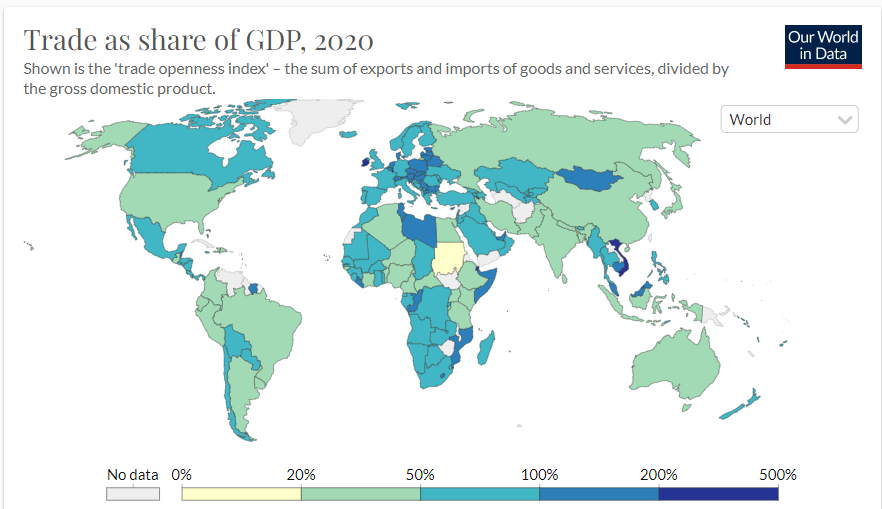 Trade as share of GDP, 2020
Our World
in Data
Shown is the 'trade openness index' – the sum of exports and imports of goods and services, divided by
the gross domestic product.
World
No data 0% 20% 50% 100% 200% 500%